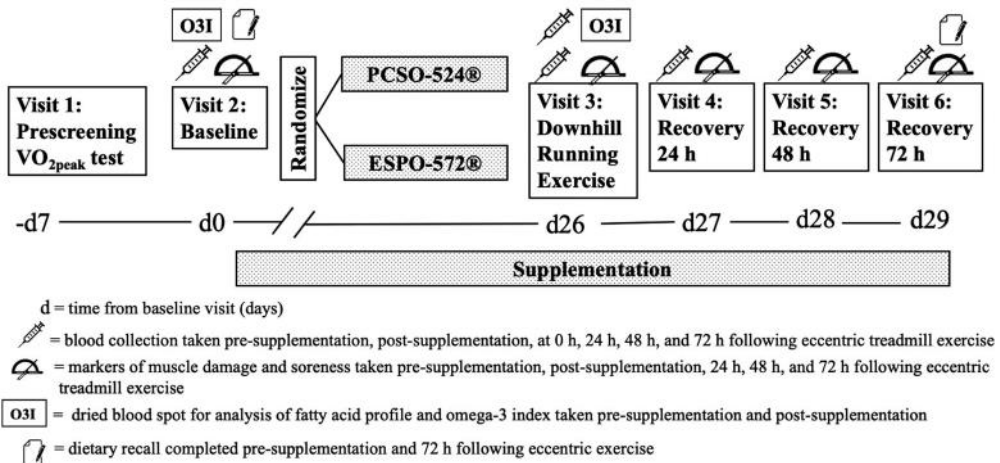 O3I
O3I
Visit 1:
Prescreening
VO2peak test
Visit 2:
Baseline
Randomize
PCSO-524®
ESPO-572®
Visit 3:
Downhill
Running
Exercise
Visit 4:
Recovery
24 h
Visit 5:
Recovery
48 h
Visit 6:
Recovery
72 h
-d7
d0
d26
d27
d28
d29
Supplementation
d = time from baseline visit (days)
= blood collection taken pre-supplementation, post-supplementation, at 0 h, 24 h, 48 h, and 72 h following eccentric treadmill exercise
= markers of muscle damage and soreness taken pre-supplementation, post-supplementation, 24 h, 48 h, and 72 h following eccentric
treadmill exercise
O3I = dried blood spot for analysis of fatty acid profile and omega-3 index taken pre-supplementation and post-supplementation
= dietary recall completed pre-supplementation and 72 h following eccentric exercise